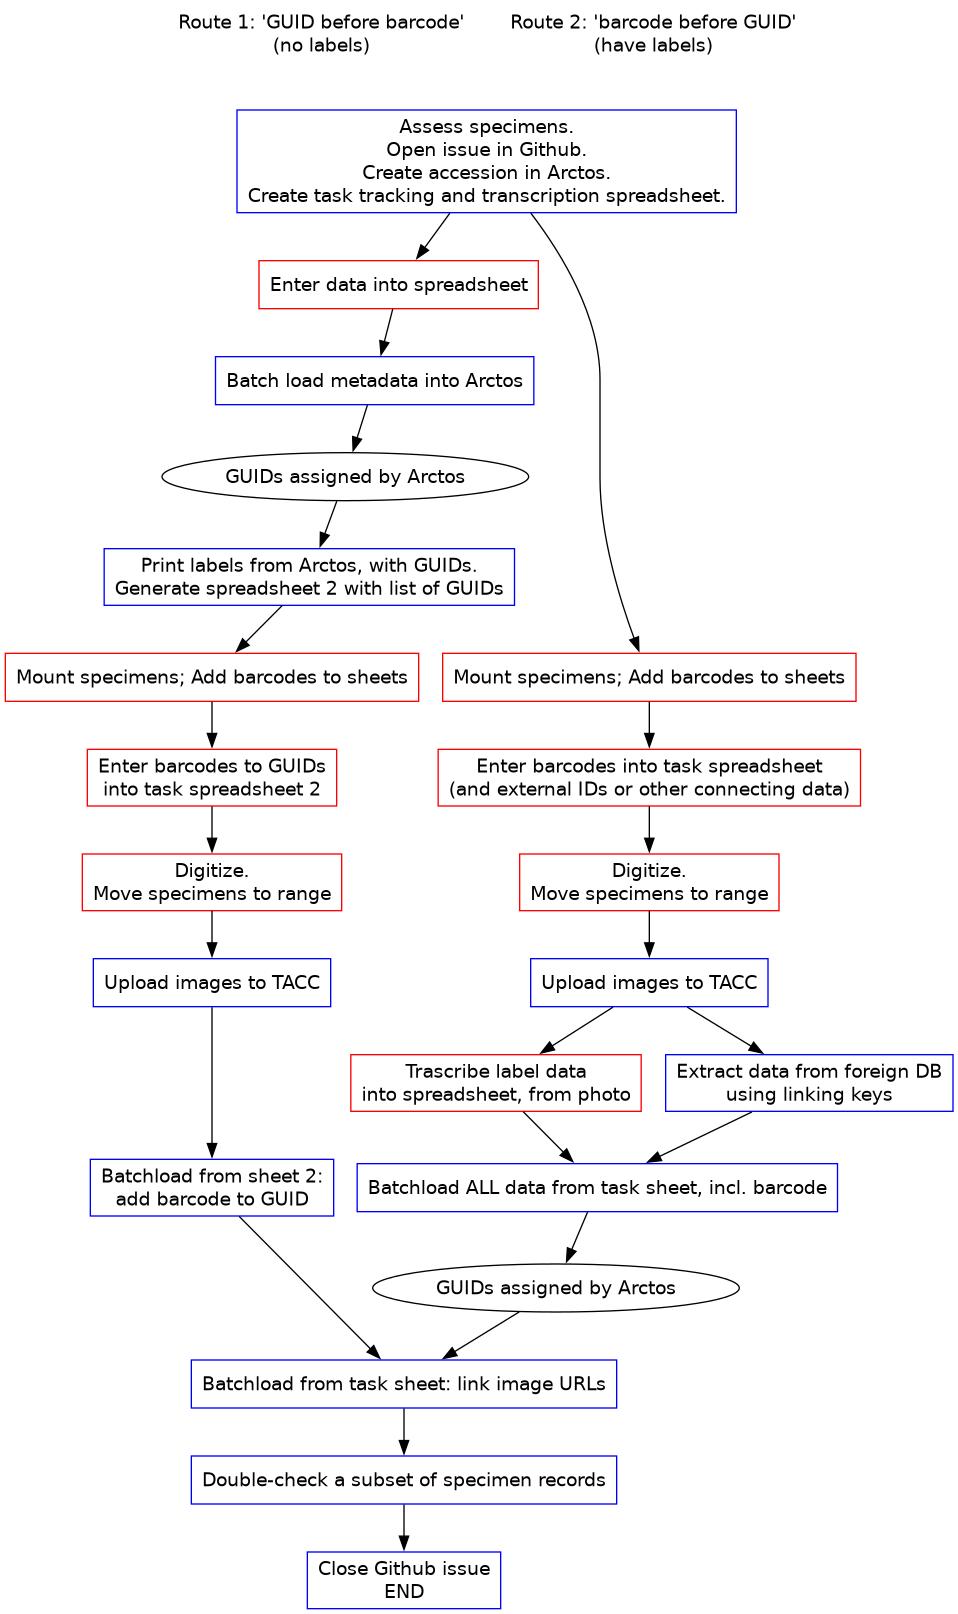 Route 1: 'GUID before barcode'
(no labels)
Route 2: 'barcode before GUID'
(have labels)
Assess specimens.
Open issue in Github.
Create accession in Arctos.
Create task tracking and transcription spreadsheet.
Enter data into spreadsheet
Batch load metadata into Arctos
GUIDs assigned by Arctos
Print labels from Arctos, with GUIDs.
Generate spreadsheet 2 with list of GUIDs
Mount specimens; Add barcodes to sheets
Mount specimens; Add barcodes to sheets
Enter barcodes to GUIDs
into task spreadsheet 2
Enter barcodes into task spreadsheet
(and external IDs or other connecting data)
Digitize.
Move specimens to range
Digitize.
Move specimens to range
Upload images to TACC
Upload images to TACC
Trascribe label data
into spreadsheet, from photo
Extract data from foreign DB
using linking keys
Batchload from sheet 2:
add barcode to GUID
Batchload ALL data from task sheet, incl. barcode
GUIDs assigned by Arctos
Batchload from task sheet: link image URLs
Double-check a subset of specimen records
Close Github issue
END